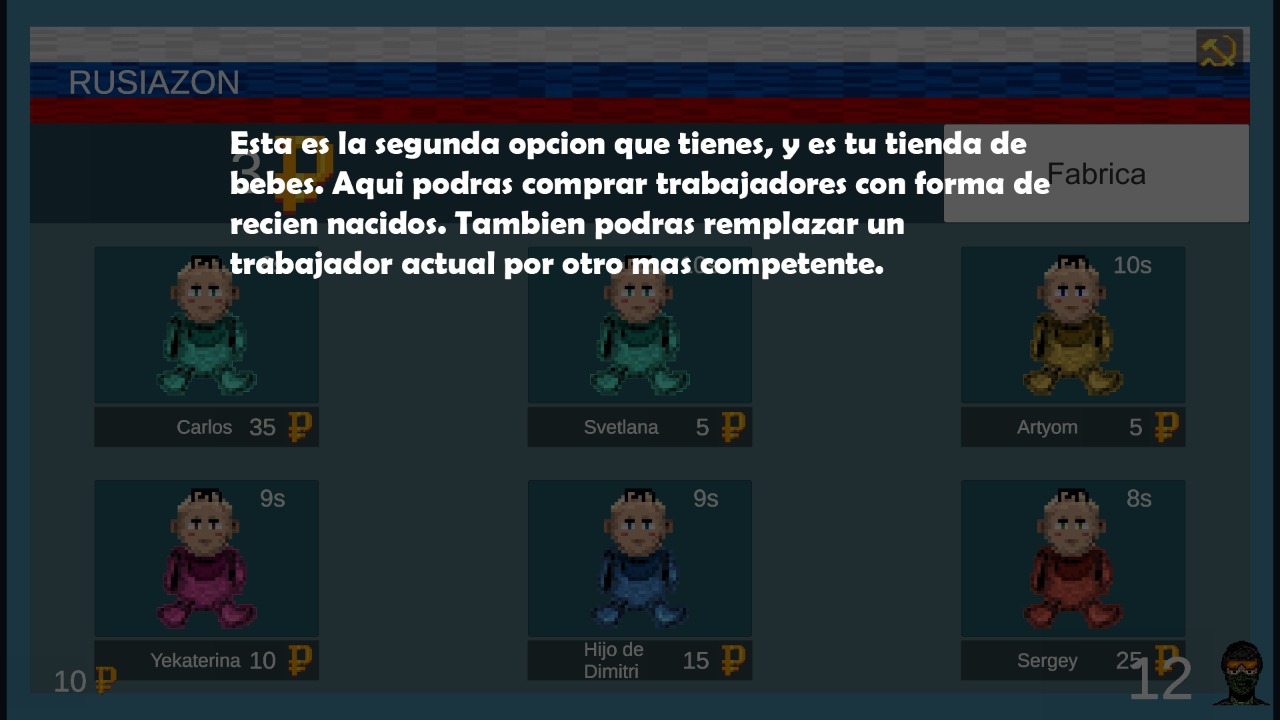 RUSIAZON
Esta es la segunda opcion que tienes, y es tu tienda de
bebes. Aqui podras comprar trabajadores con forma de
recien nacidos. Tambien podras remplazar un
trabajador actual por otro mas competente.
3
Fabrica
10s
Carlos 35
Svetlana 5
Artyom 5
9s
9s
8s
Yekaterina 10
Hijo de
Dimitri 15
Sergey 25
10
12